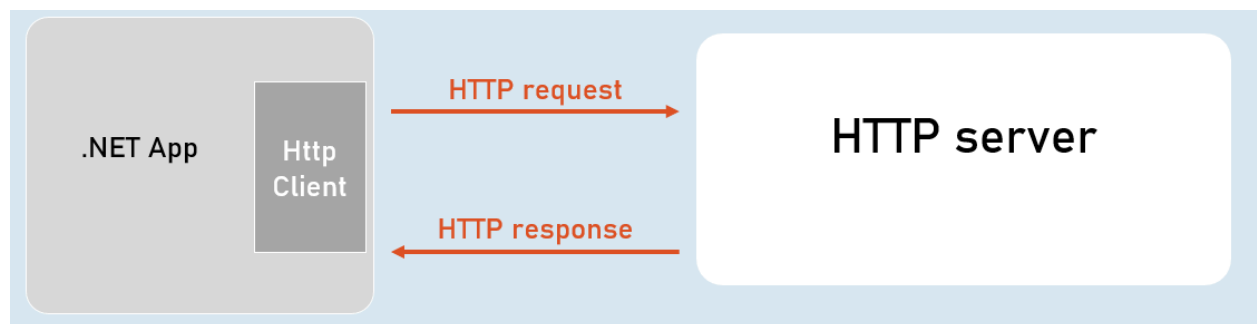 .NET App
Http
Client
HTTP request
HTTP response
HTTP server